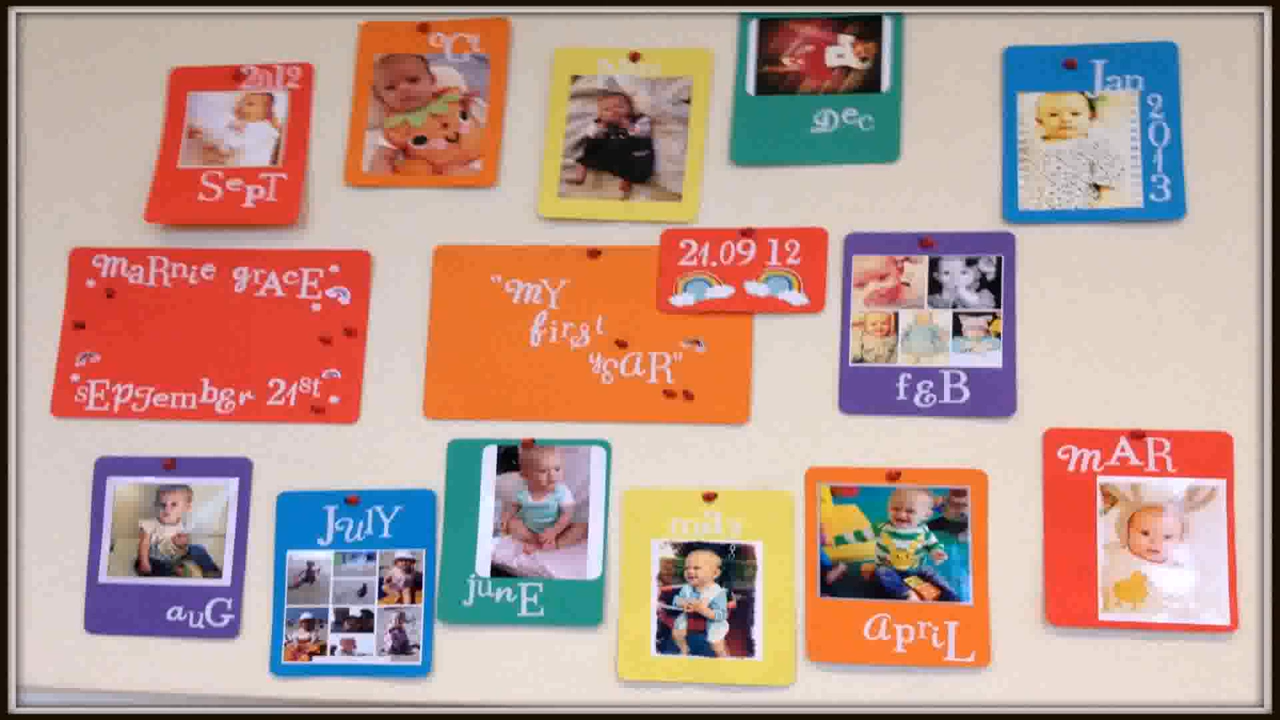 2012
SepT
Dec
Jan
2013
maRnie grAcE
sEpTember 21st
"mY
first
yeaR"
21.09 12
fEB
mAR
apriL
junE
JulY
auG